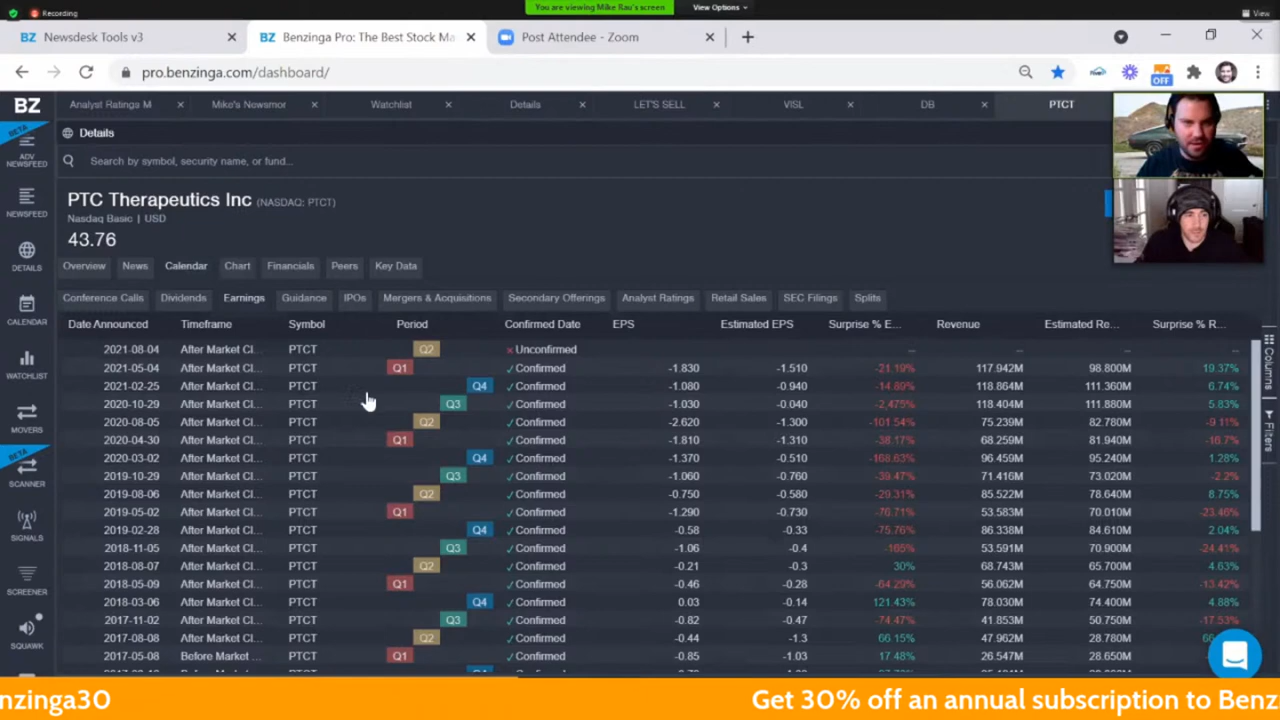 Recording
You are viewing Mike Rau's screen
View Options
View
BZ Newsdesk Tools v3
BZ Benzinga Pro: The Best Stock Ma
Post Attendee - Zoom
pro.benzinga.com/dashboard/
OFF
BZ
Analyst Ratings M
Mike's Newsmor
Watchlist
Details
LET'S SELL
VISL
DB
PTCT
BETA
ADV NEWSFEED
NEWSFEED
DETAILS
CALENDAR
WATCHLIST
MOVERS
BETA
SCANNER
SIGNALS
SCREENER
SQUAWK
Details
Search by symbol, security name, or fund...
PTC Therapeutics Inc (NASDAQ: PTCT)
Nasdaq Basic | USD
43.76
Overview News Calendar Chart Financials Peers Key Data
Conference Calls Dividends Earnings Guidance IPOs Mergers & Acquisitions Secondary Offerings Analyst Ratings Retail Sales SEC Filings Splits
Date Announced Timeframe Symbol Period Confirmed Date EPS Estimated EPS Surprise % E... Revenue Estimated Re... Surprise % R...
2021-08-04 After Market Cl... PTCT Q2 Unconfirmed – – – – –
2021-05-04 After Market Cl... PTCT Q1 Confirmed -1.830 -1.510 -21.19% 117.942M 98.800M 19.37%
2021-02-25 After Market Cl... PTCT Q4 Confirmed -1.080 -0.940 -14.89% 118.864M 111.360M 6.74%
2020-10-29 After Market Cl... PTCT Q3 Confirmed -1.030 -0.040 -2,475% 118.404M 111.880M 5.83%
2020-08-05 After Market Cl... PTCT Q2 Confirmed -2.620 -1.300 -101.54% 75.239M 82.780M -9.11%
2020-04-30 After Market Cl... PTCT Q1 Confirmed -1.810 -1.310 -38.17% 68.259M 81.940M -16.7%
2020-03-02 After Market Cl... PTCT Q4 Confirmed -1.370 -0.510 -168.63% 96.459M 95.240M 1.28%
2019-10-29 After Market Cl... PTCT Q3 Confirmed -1.060 -0.760 -39.47% 71.416M 73.020M -2.2%
2019-08-06 After Market Cl... PTCT Q2 Confirmed -0.750 -0.580 -29.31% 85.522M 78.640M 8.75%
2019-05-02 After Market Cl... PTCT Q1 Confirmed -1.290 -0.730 -76.71% 53.583M 70.010M -23.46%
2019-02-28 After Market Cl... PTCT Q4 Confirmed -0.58 -0.33 -75.76% 86.338M 84.610M 2.04%
2018-11-05 After Market Cl... PTCT Q3 Confirmed -1.06 -0.4 -165% 53.591M 70.900M -24.41%
2018-08-07 After Market Cl... PTCT Q2 Confirmed -0.21 -0.3 30% 68.743M 65.700M 4.63%
2018-05-09 After Market Cl... PTCT Q1 Confirmed -0.46 -0.28 -64.29% 56.062M 64.750M -13.42%
2018-03-06 After Market Cl... PTCT Q4 Confirmed 0.03 -0.14 121.43% 78.030M 74.400M 4.88%
2017-11-02 After Market Cl... PTCT Q3 Confirmed -0.82 -0.47 -74.47% 41.853M 50.750M -17.53%
2017-08-08 After Market Cl... PTCT Q2 Confirmed -0.44 -1.3 66.15% 47.962M 28.780M
2017-05-08 Before Market ... PTCT Q1 Confirmed -0.85 -1.03 17.48% 26.547M 28.650M
Columns
Filters
nzinga30 Get 30% off an annual subscription to Benz